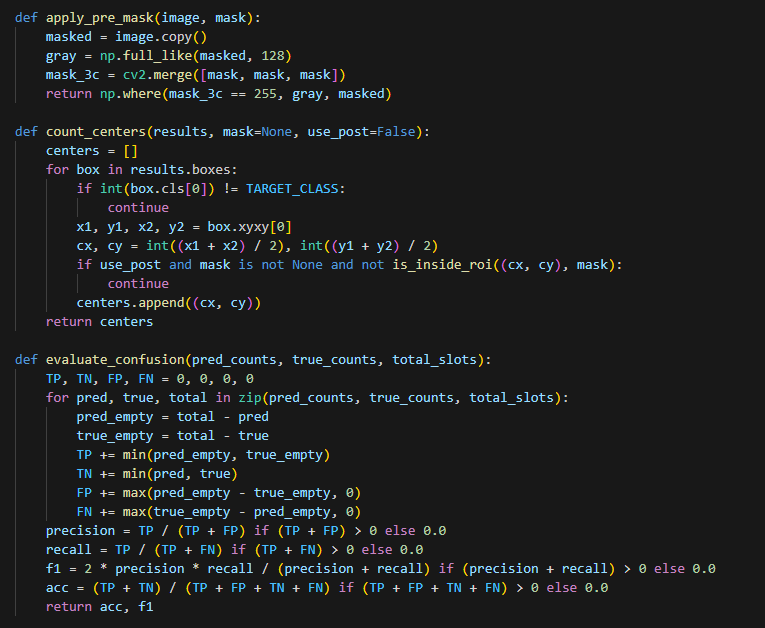 def apply_pre_mask(image, mask):
    masked = image.copy()
    gray = np.full_like(masked, 128)
    mask_3c = cv2.merge([mask, mask, mask])
    return np.where(mask_3c == 255, gray, masked)

def count_centers(results, mask=None, use_post=False):
    centers = []
    for box in results.boxes:
        if int(box.cls[0]) != TARGET_CLASS:
            continue
        x1, y1, x2, y2 = box.xyxy[0]
        cx, cy = int((x1 + x2) / 2), int((y1 + y2) / 2)
        if use_post and mask is not None and not is_inside_roi((cx, cy), mask):
            continue
        centers.append((cx, cy))
    return centers

def evaluate_confusion(pred_counts, true_counts, total_slots):
    TP, TN, FP, FN = 0, 0, 0, 0
    for pred, true, total in zip(pred_counts, true_counts, total_slots):
        pred_empty = total - pred
        true_empty = total - true
        TP += min(pred_empty, true_empty)
        TN += min(pred, true)
        FP += max(pred_empty - true_empty, 0)
        FN += max(true_empty - pred_empty, 0)
    precision = TP / (TP + FP) if (TP + FP) > 0 else 0.0
    recall = TP / (TP + FN) if (TP + FN) > 0 else 0.0
    f1 = 2 * precision * recall / (precision + recall) if (precision + recall) > 0 else 0.0
    acc = (TP + TN) / (TP + FP + TN + FN) if (TP + FP + TN + FN) > 0 else 0.0
    return acc, f1